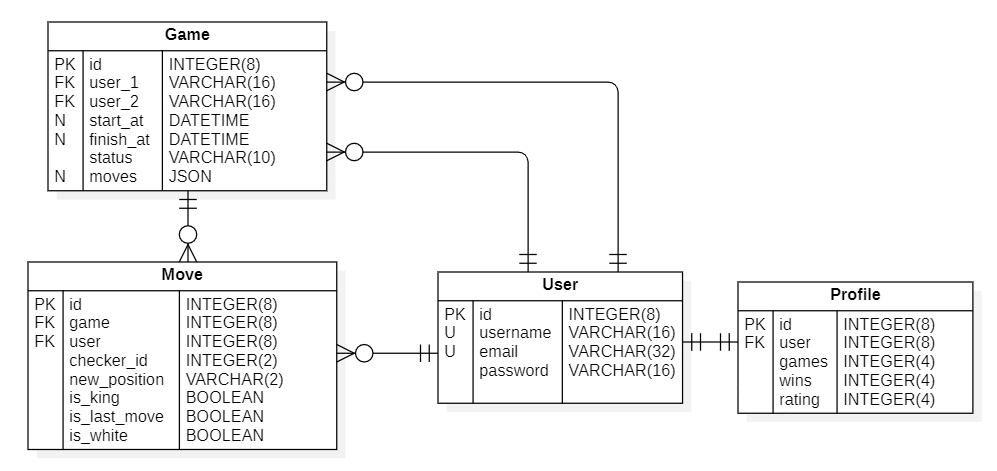 Game
PK id INTEGER(8)
FK user_1 VARCHAR(16)
FK user_2 VARCHAR(16)
N start_at DATETIME
N finish_at DATETIME
status VARCHAR(10)
N moves JSON
Move
PK id INTEGER(8)
FK game INTEGER(8)
FK user INTEGER(8)
checker_id INTEGER(2)
new_position VARCHAR(2)
is_king BOOLEAN
is_last_move BOOLEAN
is_white BOOLEAN
User
PK id INTEGER(8)
U username VARCHAR(16)
U email VARCHAR(32)
password VARCHAR(16)
Profile
PK id INTEGER(8)
FK user INTEGER(8)
games INTEGER(4)
wins INTEGER(4)
rating INTEGER(4)